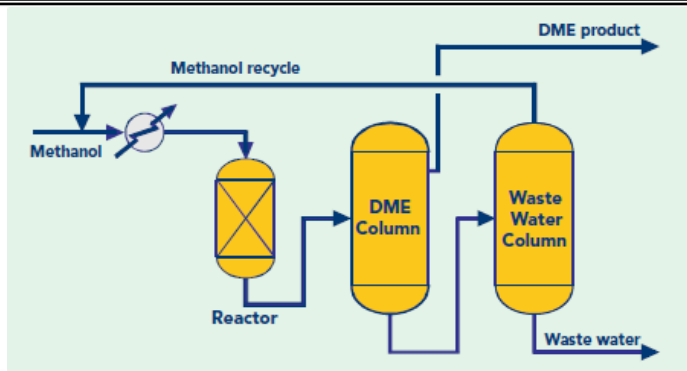 DME product
Methanol recycle
Methanol
DME
Column
Waste
Water
Column
Reactor
Waste water